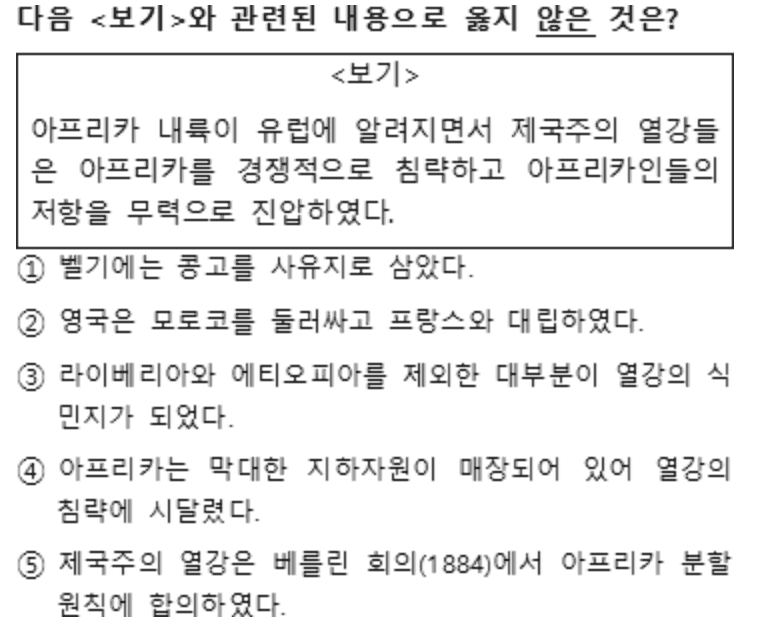 다음 <보기>와 관련된 내용으로 옳지 않은 것은?
<보기>
아프리카 내륙이 유럽에 알려지면서 제국주의 열강들
은 아프리카를 경쟁적으로 침략하고 아프리카인들의
저항을 무력으로 진압하였다.
① 벨기에는 콩고를 사유지로 삼았다.
② 영국은 모로코를 둘러싸고 프랑스와 대립하였다.
③ 라이베리아와 에티오피아를 제외한 대부분이 열강의 식
민지가 되었다.
④ 아프리카는 막대한 지하자원이 매장되어 있어 열강의
침략에 시달렸다.
⑤ 제국주의 열강은 베를린 회의(1884)에서 아프리카 분할
원칙에 합의하였다.